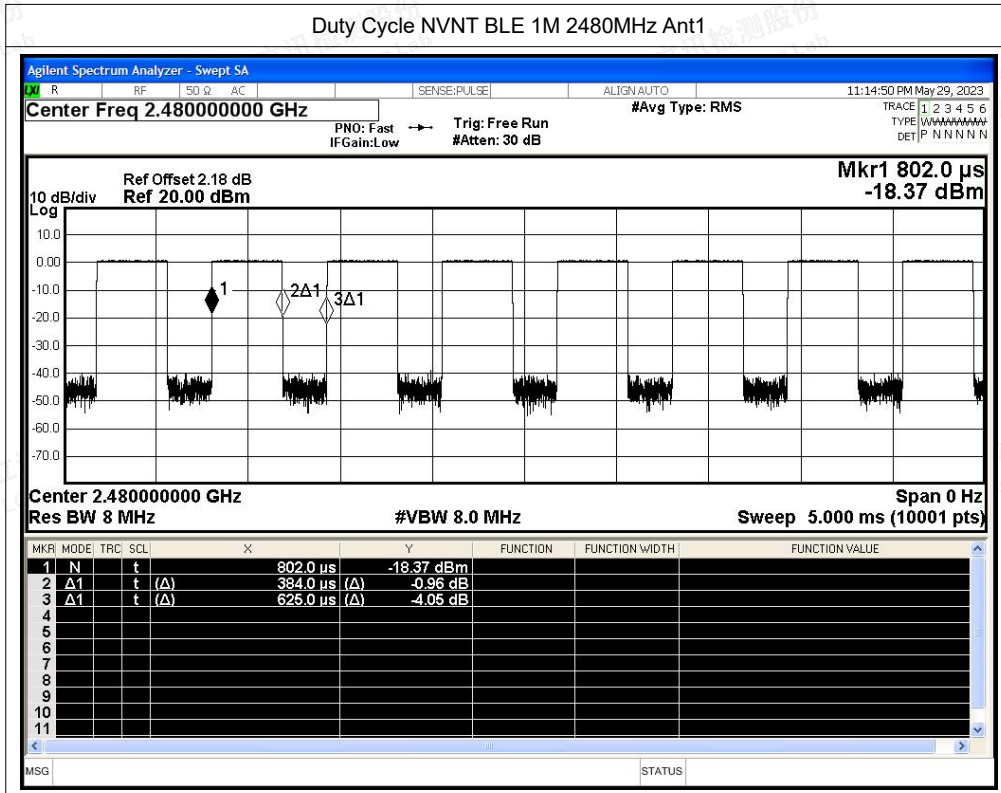 Duty Cycle NVNT BLE 1M 2480MHz Ant1
Agilent Spectrum Analyzer - Swept SA
LXI R RF 50 Ω AC SENSE:PULSE ALIGN AUTO 11:14:50 PM May 29, 2023
Center Freq 2.480000000 GHz #Avg Type: RMS TRACE 1 2 3 4 5 6
PNO: Fast Trig: Free Run TYPE WWWWWW
IFGain:Low #Atten: 30 dB DET P N N N N N
Mkr1 802.0 µs
-18.37 dBm
Ref Offset 2.18 dB
10 dB/div Ref 20.00 dBm
Log
10.0
0.00
-10.0
1 2Δ1 3Δ1
-20.0
-30.0
-40.0
-50.0
-60.0
-70.0
Center 2.480000000 GHz Span 0 Hz
Res BW 8 MHz #VBW 8.0 MHz Sweep 5.000 ms (10001 pts)
MKR MODE TRC SCL X Y FUNCTION FUNCTION WIDTH FUNCTION VALUE
1 N t 802.0 µs -18.37 dBm
2 Δ1 t (Δ) 384.0 µs (Δ) -0.96 dB
3 Δ1 t (Δ) 625.0 µs (Δ) -4.05 dB
4
5
6
7
8
9
10
11
MSG STATUS